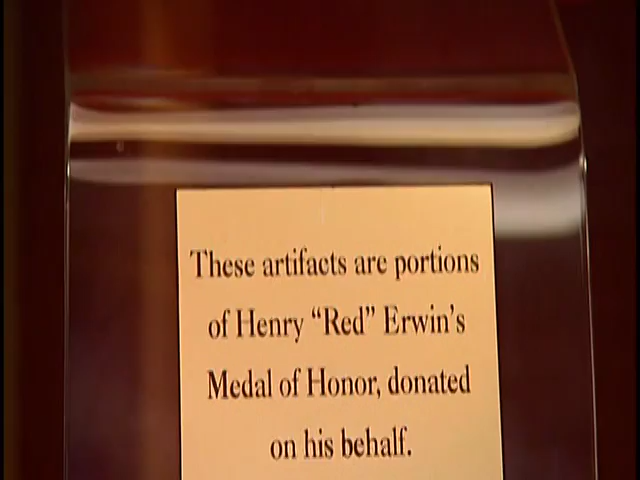 These artifacts are portions
of Henry “Red” Erwin’s
Medal of Honor, donated
on his behalf.